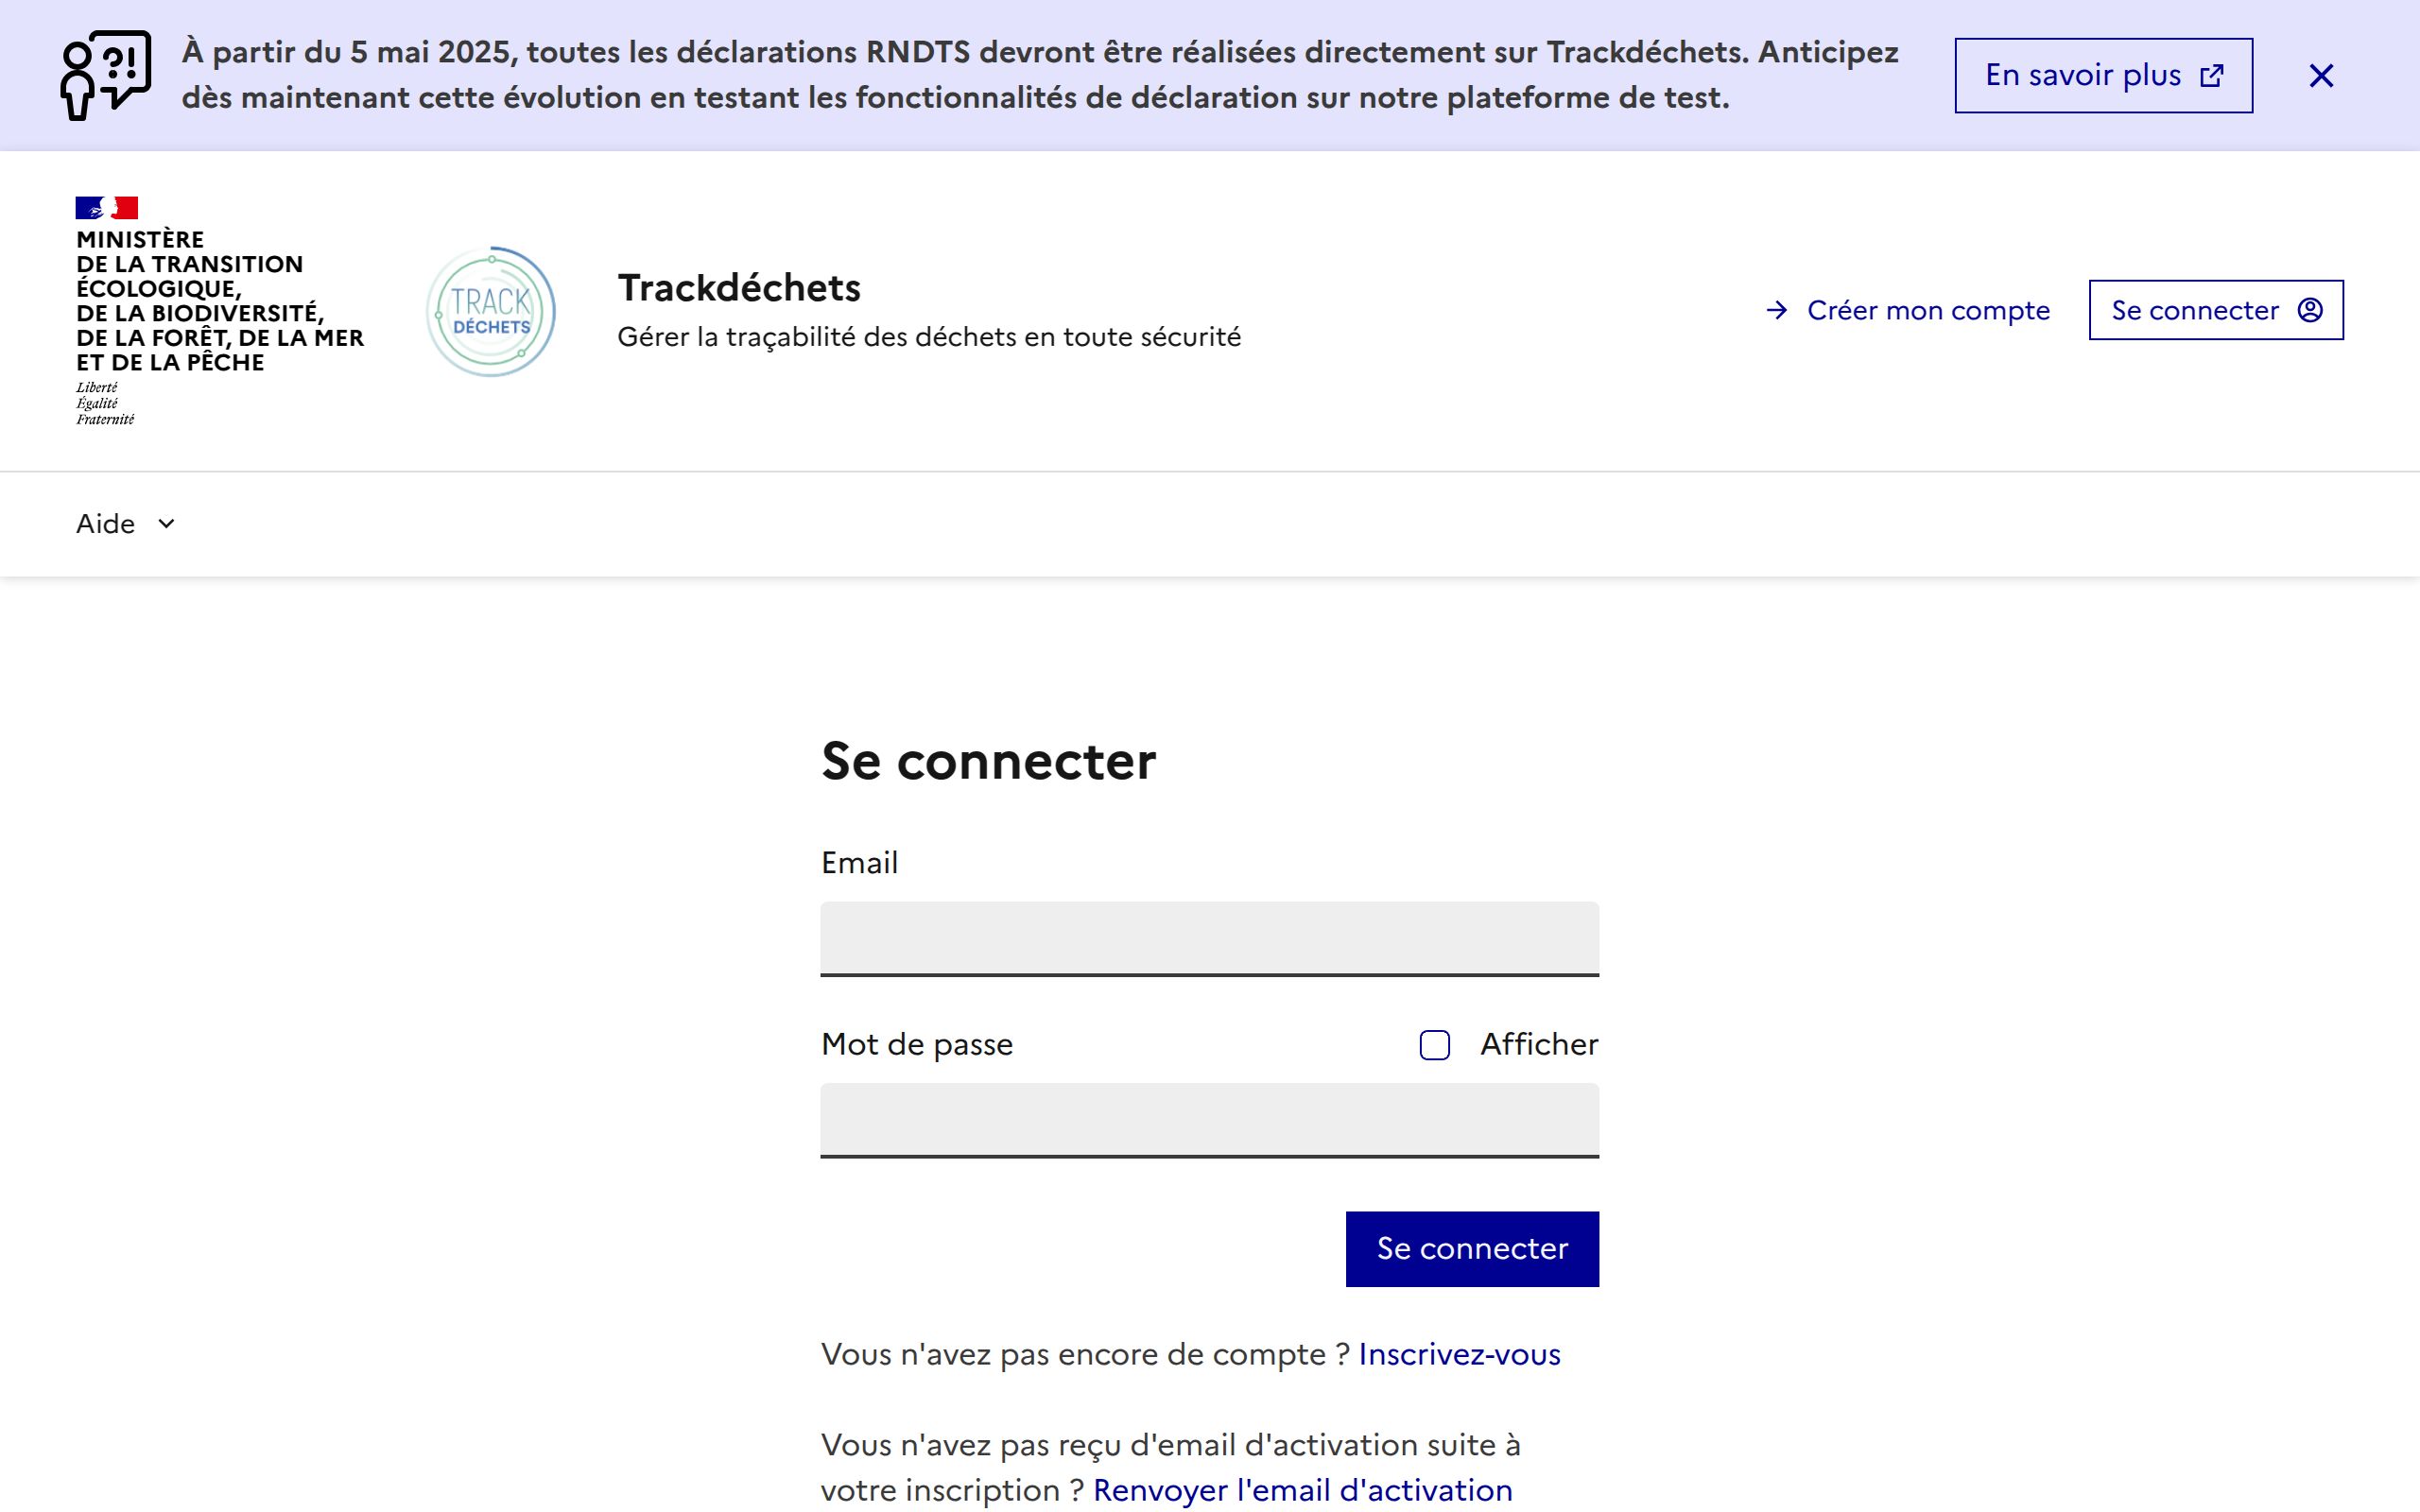 À partir du 5 mai 2025, toutes les déclarations RNDTS devront être réalisées directement sur Trackdéchets. Anticipez
dès maintenant cette évolution en testant les fonctionnalités de déclaration sur notre plateforme de test.
En savoir plus
MINISTÈRE
DE LA TRANSITION
ÉCOLOGIQUE,
DE LA BIODIVERSITÉ,
DE LA FORÊT, DE LA MER
ET DE LA PÊCHE
Liberté
Égalité
Fraternité
TRACK
DÉCHETS
Trackdéchets
Gérer la traçabilité des déchets en toute sécurité
Créer mon compte
Se connecter
Aide
Se connecter
Email
Mot de passe
Afficher
Se connecter
Vous n'avez pas encore de compte ? Inscrivez-vous
Vous n'avez pas reçu d'email d'activation suite à
votre inscription ? Renvoyer l'email d'activation